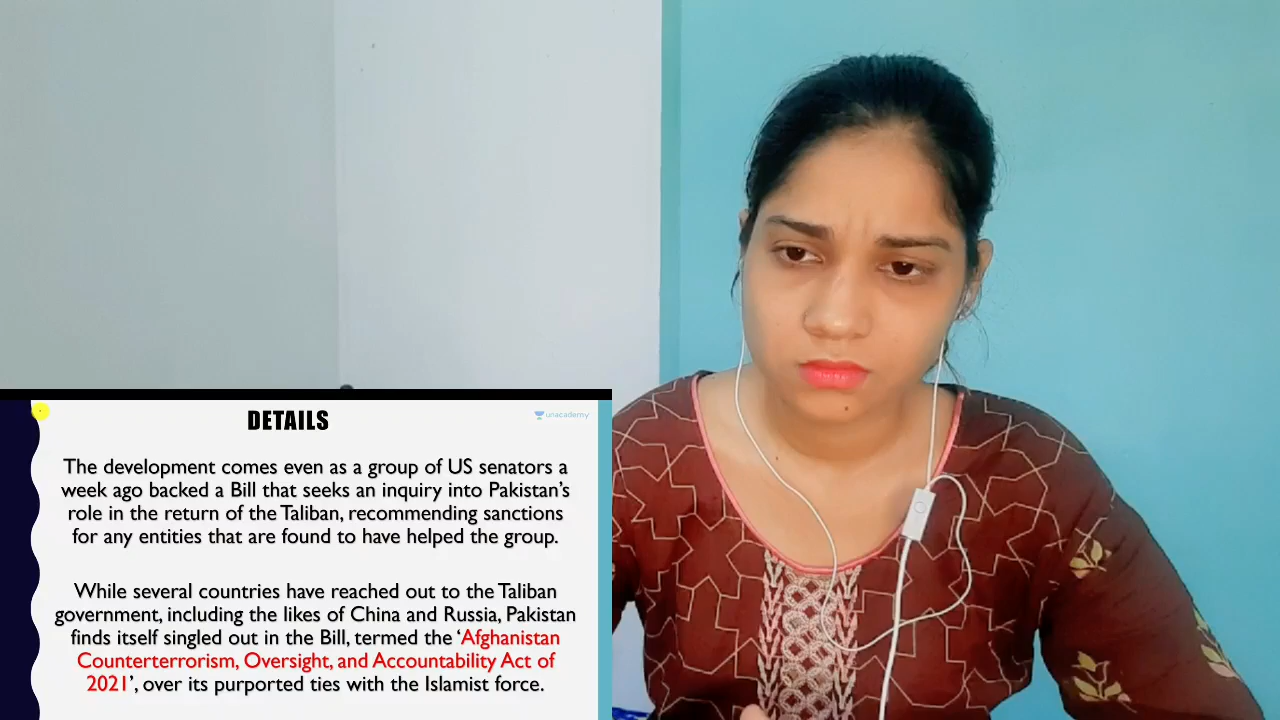 DETAILS
unacademy
The development comes even as a group of US senators a
week ago backed a Bill that seeks an inquiry into Pakistan's
role in the return of the Taliban, recommending sanctions
for any entities that are found to have helped the group.
While several countries have reached out to the Taliban
government, including the likes of China and Russia, Pakistan
finds itself singled out in the Bill, termed the ‘Afghanistan
Counterterrorism, Oversight, and Accountability Act of
2021’, over its purported ties with the Islamist force.